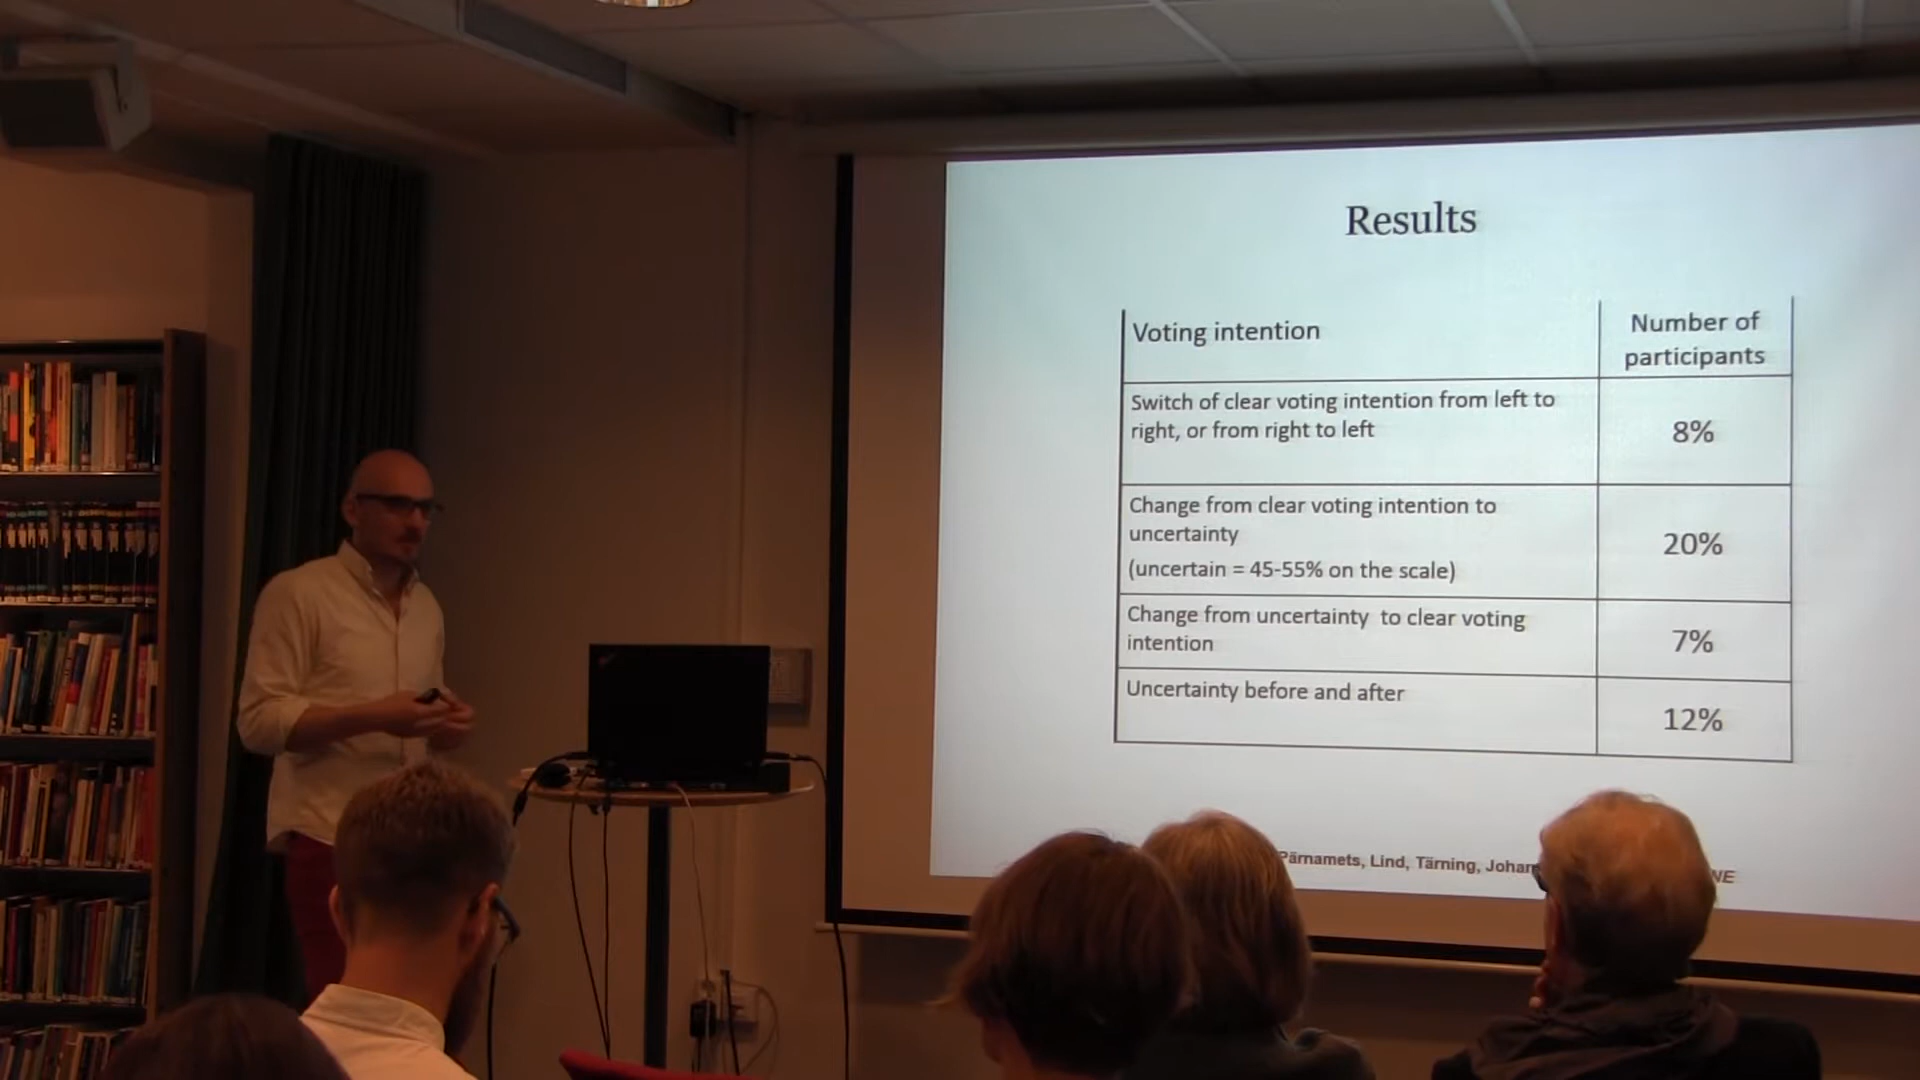 Results
Voting intention
Number of
participants
Switch of clear voting intention from left to
right, or from right to left
8%
Change from clear voting intention to
uncertainty
(uncertain = 45-55% on the scale)
20%
Change from uncertainty to clear voting
intention
7%
Uncertainty before and after
12%
Pärnamets, Lind, Tärning,